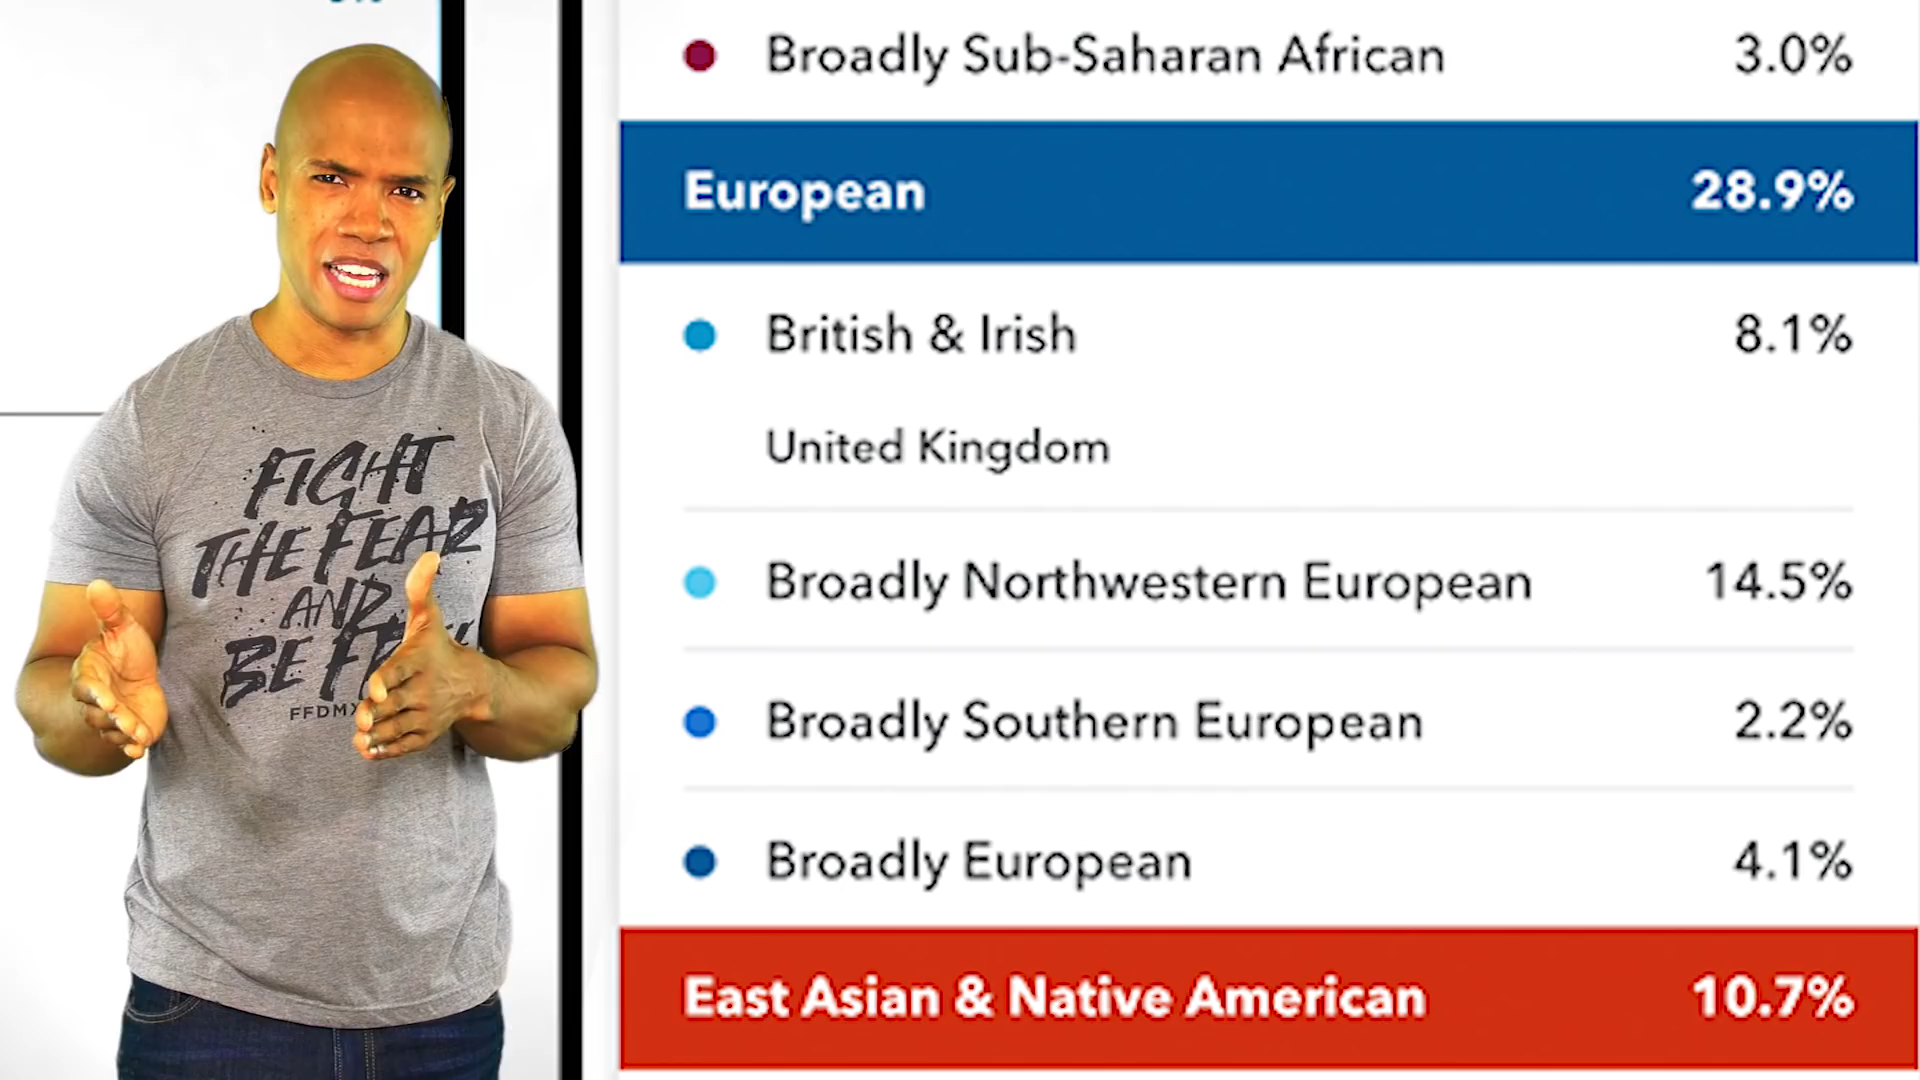 Broadly Sub-Saharan African 3.0%
European 28.9%
British & Irish 8.1%
United Kingdom
Broadly Northwestern European 14.5%
Broadly Southern European 2.2%
Broadly European 4.1%
East Asian & Native American 10.7%
FIGHT
THE FEAR
AND
BE